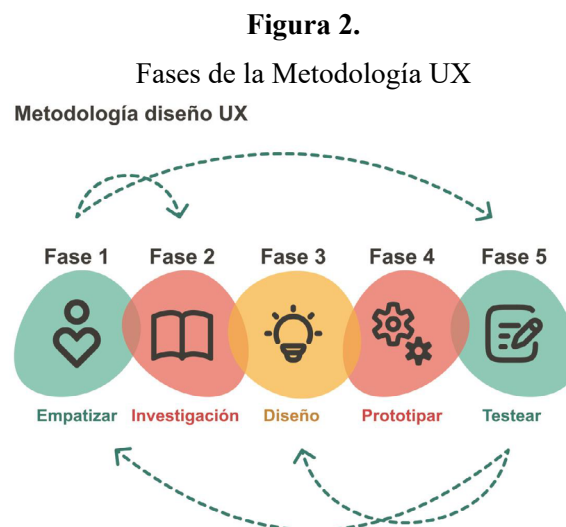 Figura 2.
Fases de la Metodología UX
Metodología diseño UX
Fase 1 Fase 2 Fase 3 Fase 4 Fase 5
Empatizar Investigación Diseño Prototipar Testear